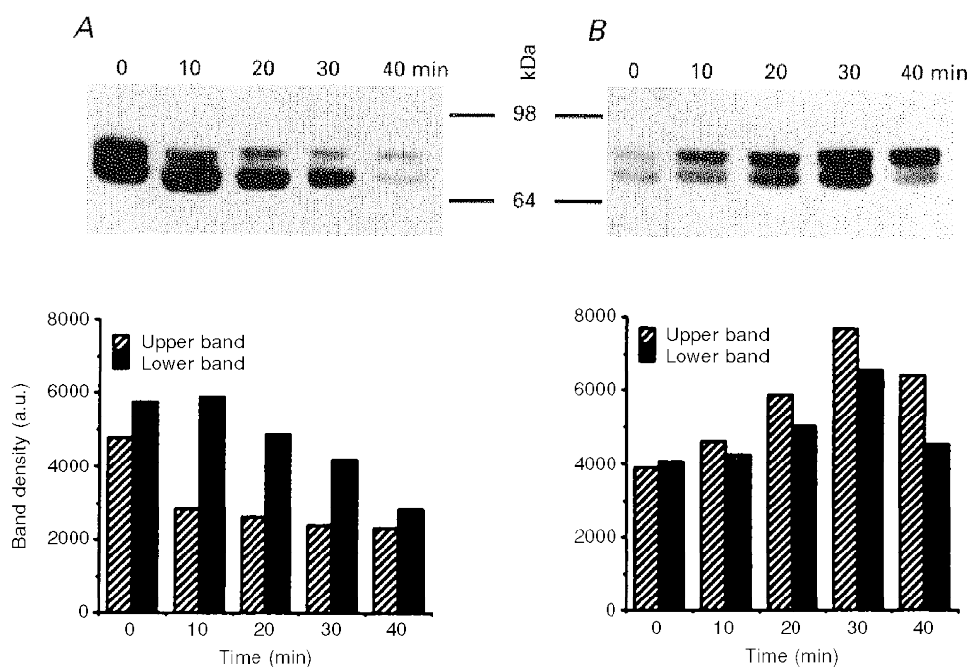 A
B
0 10 20 30 40 min
kDa
0 10 20 30 40 min
98
64
8000
6000
4000
2000
0
Upper band
Lower band
Band density (a.u.)
0 10 20 30 40
Time (min)
8000
6000
4000
2000
0
Upper band
Lower band
0 10 20 30 40
Time (min)